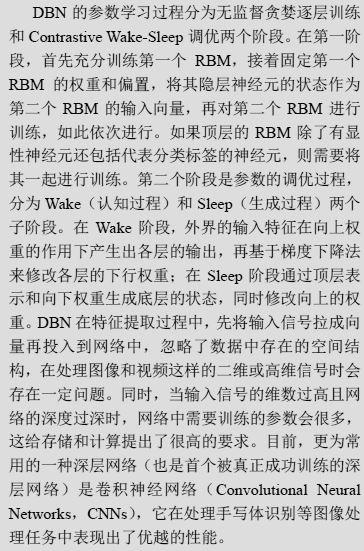 DBN 的参数学习过程分为无监督贪婪逐层训练
和 Contrastive Wake-Sleep 调优两个阶段。在第一阶
段，首先充分训练第一个 RBM，接着固定第一个
RBM 的权重和偏置，将其隐层神经元的状态作为
第二个 RBM 的输入向量，再对第二个 RBM 进行
训练，如此依次进行。如果顶层的 RBM 除了有显
性神经元还包括代表分类标签的神经元，则需要将
其一起进行训练。第二个阶段是参数的调优过程，
分为 Wake（认知过程）和 Sleep（生成过程）两个
子阶段。在 Wake 阶段，外界的输入特征在向上权
重的作用下产生出各层的输出，再基于梯度下降法
来修改各层的下行权重；在 Sleep 阶段通过顶层表
示和向下权重生成底层的状态，同时修改向上的权
重。DBN 在特征提取过程中，先将输入信号拉成向
量再投入到网络中，忽略了数据中存在的空间结
构，在处理图像和视频这样的二维或高维信号时会
存在一定问题。同时，当输入信号的维数过高且网
络的深度过深时，网络中需要训练的参数会很多，
这给存储和计算提出了很高的要求。目前，更为常
用的一种深层网络（也是首个被真正成功训练的深
层网络）是卷积神经网络（Convolutional Neural
Networks，CNNs），它在处理手写体识别等图像处
理任务中表现出了优越的性能。